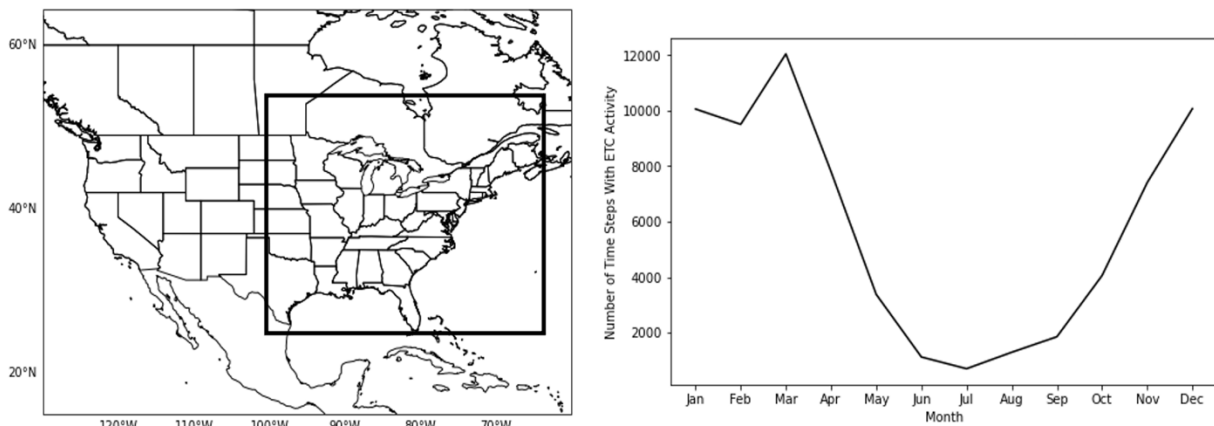 60°N
40°N
20°N
120°W 110°W 100°W 90°W 80°W 70°W
Number of Time Steps With ETC Activity
12000
10000
8000
6000
4000
2000
Jan Feb Mar Apr May Jun Jul Aug Sep Oct Nov Dec
Month